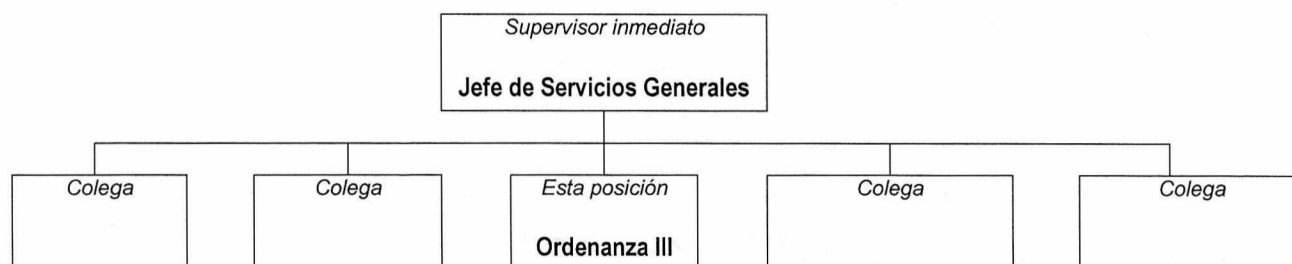 Supervisor inmediato
Jefe de Servicios Generales
Colega
Colega
Esta posición
Colega
Colega
Ordenanza III